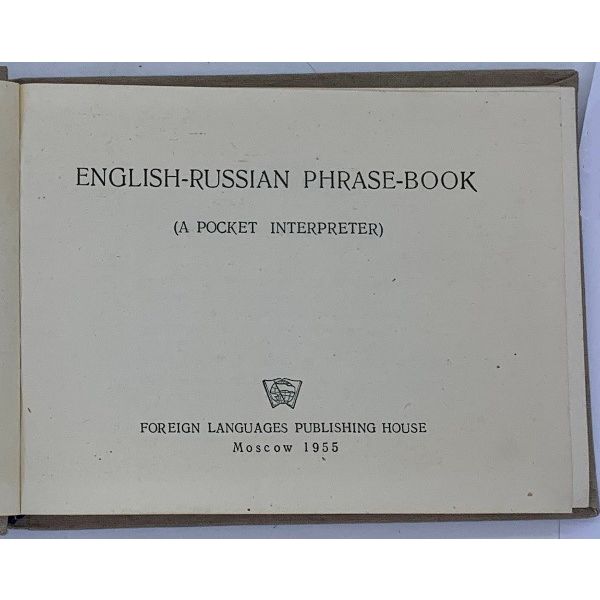 ENGLISH-RUSSIAN PHRASE-BOOK
(A POCKET INTERPRETER)
FOREIGN LANGUAGES PUBLISHING HOUSE
Moscow 1955